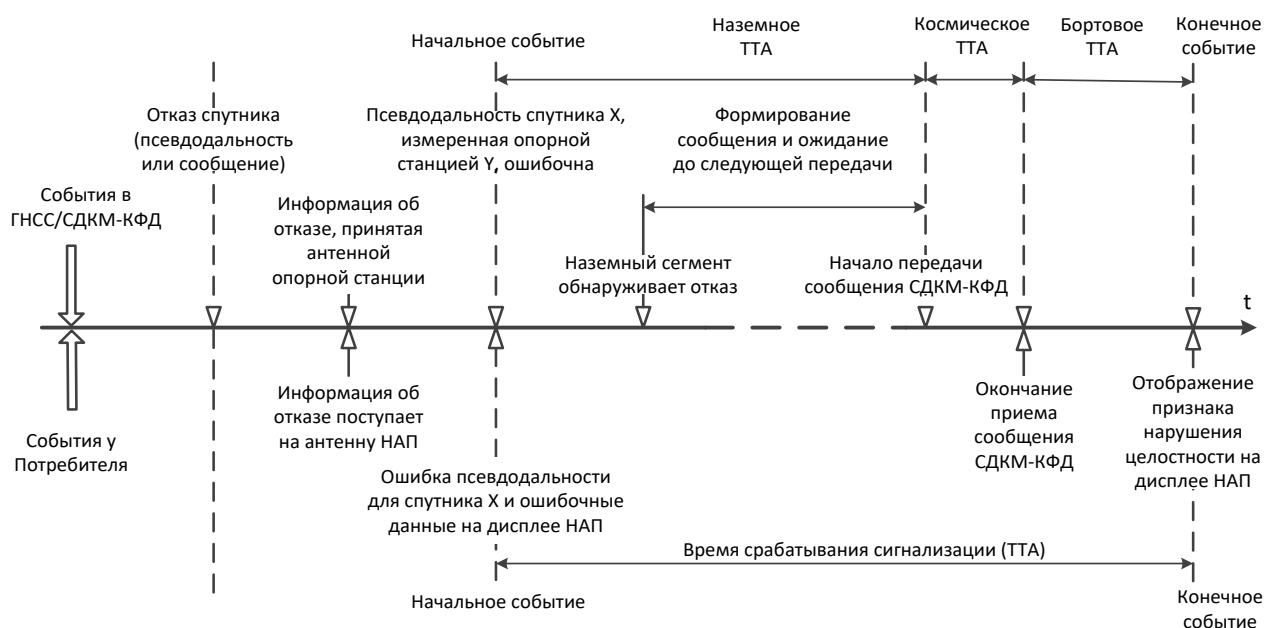 Начальное событие
Наземное
ТТА
Космическое
ТТА
Бортовое
ТТА
Конечное
событие
Отказ спутника
(псевдодальность
или сообщение)
Псевдодальность спутника X,
измеренная опорной
станцией Y, ошибочна
Формирование
сообщения и ожидание
до следующей передачи
События в
ГНСС/СДКМ-КФД
Информация об
отказе, принятая
антенной
опорной станции
Наземный сегмент
обнаруживает отказ
Начало передачи
сообщения СДКМ-КФД
t
События у
Потребителя
Информация об
отказе поступает
на антенну НАП
Ошибка псевдодальности
для спутника X и ошибочные
данные на дисплее НАП
Окончание
приема
сообщения
СДКМ-КФД
Отображение
признака
нарушения
целостности на
дисплее НАП
Время срабатывания сигнализации (ТТА)
Начальное событие
Конечное
событие